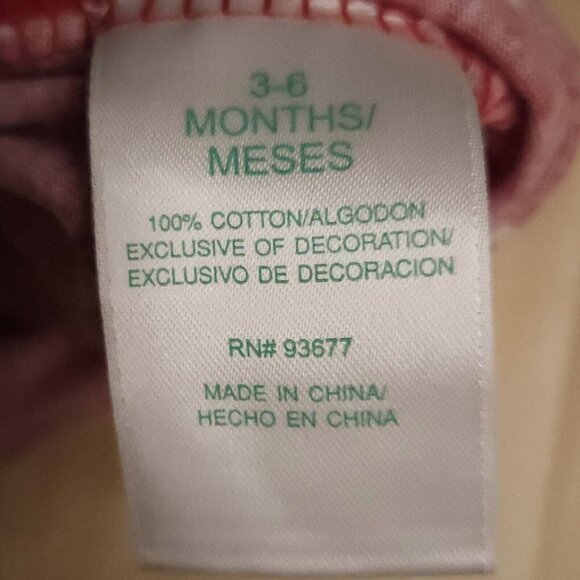 3-6
MONTHS/
MESES
100% COTTON/ALGODON
EXCLUSIVE OF DECORATION/
EXCLUSIVO DE DECORACION
RN# 93677
MADE IN CHINA/
HECHO EN CHINA